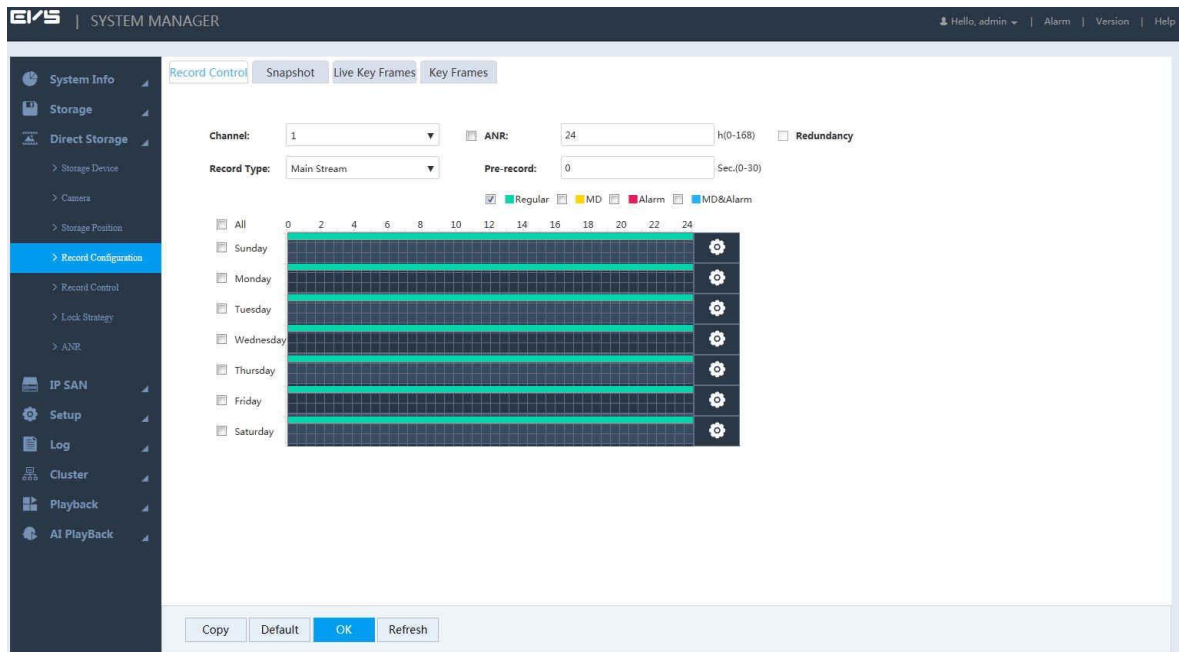 EVS | SYSTEM MANAGER Hello, admin | Alarm | Version | Help
Record Control Snapshot Live Key Frames Key Frames
System Info
Storage
Direct Storage
> Storage Device
> Camera
> Storage Position
> Record Configuration
> Record Control
> Lock Strategy
> ANR
IP SAN
Setup
Log
Cluster
Playback
AI PlayBack
Channel: 1 ANR: 24 h(0-168) Redundancy
Record Type: Main Stream Pre-record: 0 Sec.(0-30)
Regular MD Alarm MD&Alarm
All 0 2 4 6 8 10 12 14 16 18 20 22 24
Sunday
Monday
Tuesday
Wednesday
Thursday
Friday
Saturday
Copy Default OK Refresh